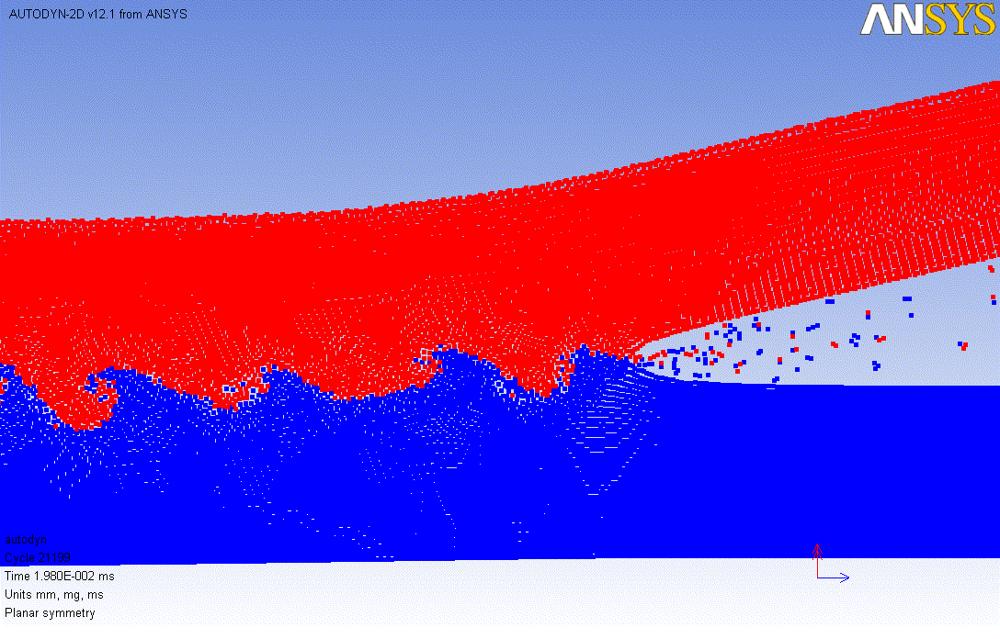 AUTODYN-2D v12.1 from ANSYS
ANSYS
Time 1.980E-002 ms
Units mm, mg, ms
Planar symmetry